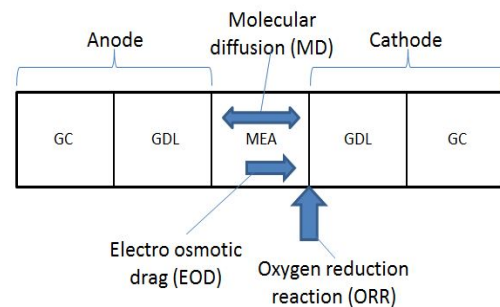 Molecular
diffusion (MD)
Anode
Cathode
GC
GDL
MEA
GDL
GC
Electro osmotic
drag (EOD)
Oxygen reduction
reaction (ORR)